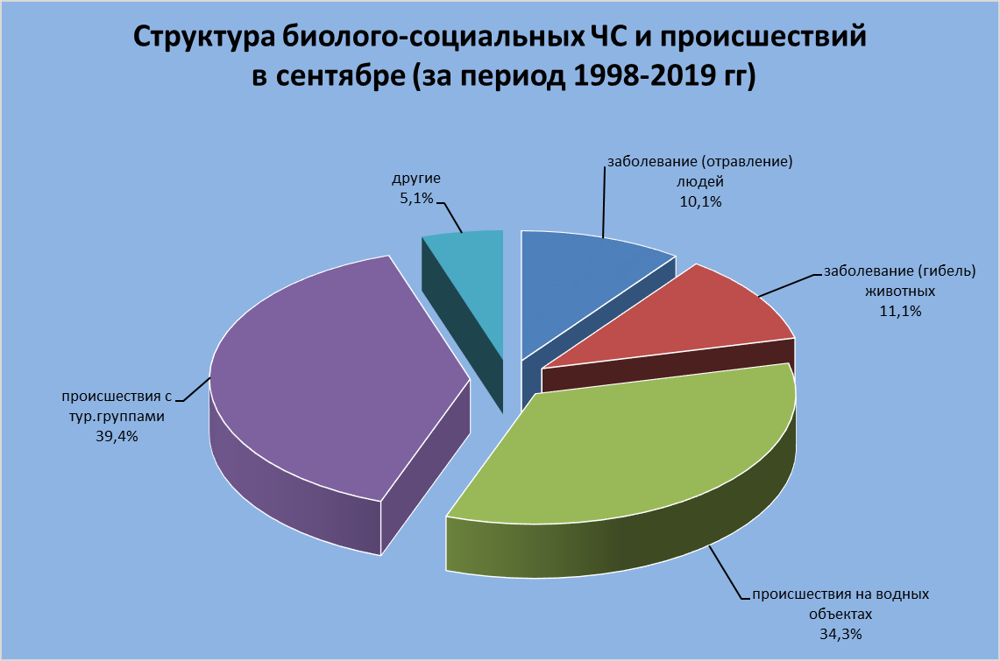 Структура биолого-социальных ЧС и происшествий
в сентябре (за период 1998-2019 гг)
заболевание (отравление)
людей
10,1%
другие
5,1%
заболевание (гибель)
животных
11,1%
происшествия с
тур.группами
39,4%
происшествия на водных
объектах
34,3%